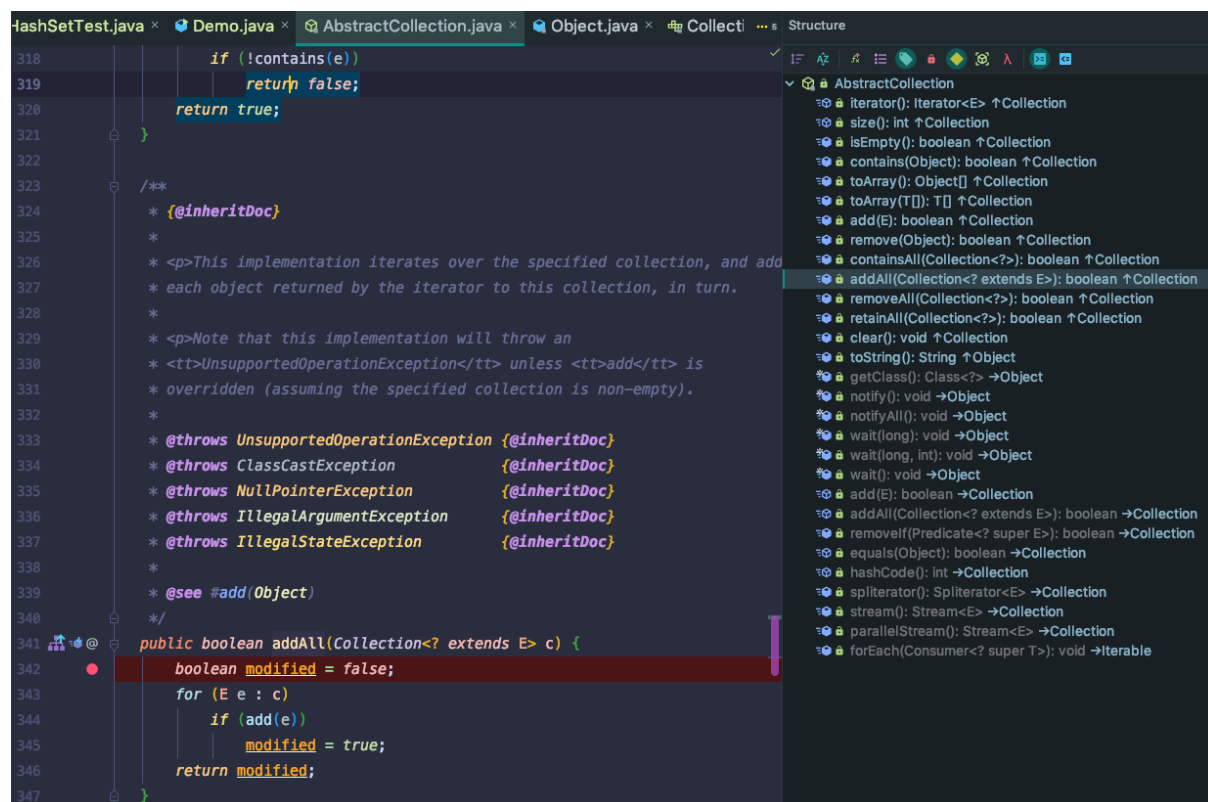 HashSetTest.java × Demo.java × AbstractCollection.java × Object.java × Collecti ••• 5 Structure
318 if (!contains(e))
319 return false;
320 return true;
321 }
322
323 /**
324 * {@inheritDoc}
325 *
326 * <p>This implementation iterates over the specified collection, and add
327 * each object returned by the iterator to this collection, in turn.
328 *
329 * <p>Note that this implementation will throw an
330 * <tt>UnsupportedOperationException</tt> unless <tt>add</tt> is
331 * overridden (assuming the specified collection is non-empty).
332 *
333 * @throws UnsupportedOperationException {@inheritDoc}
334 * @throws ClassCastException {@inheritDoc}
335 * @throws NullPointerException {@inheritDoc}
336 * @throws IllegalArgumentException {@inheritDoc}
337 * @throws IllegalStateException {@inheritDoc}
338 *
339 * @see #add(Object)
340 */
341 @ public boolean addAll(Collection<? extends E> c) {
342 boolean modified = false;
343 for (E e : c)
344 if (add(e))
345 modified = true;
346 return modified;
347 }
AbstractCollection
iterator(): Iterator<E> ↑Collection
size(): int ↑Collection
isEmpty(): boolean ↑Collection
contains(Object): boolean ↑Collection
toArray(): Object[] ↑Collection
toArray(T[]): T[] ↑Collection
add(E): boolean ↑Collection
remove(Object): boolean ↑Collection
containsAll(Collection<?>): boolean ↑Collection
addAll(Collection<? extends E>): boolean ↑Collection
removeAll(Collection<?>): boolean ↑Collection
retainAll(Collection<?>): boolean ↑Collection
clear(): void ↑Collection
toString(): String ↑Object
getClass(): Class<?> →Object
notify(): void →Object
notifyAll(): void →Object
wait(long): void →Object
wait(long, int): void →Object
wait(): void →Object
add(E): boolean →Collection
addAll(Collection<? extends E>): boolean →Collection
removeIf(Predicate<? super E>): boolean →Collection
equals(Object): boolean →Collection
hashCode(): int →Collection
spliterator(): Spliterator<E> →Collection
stream(): Stream<E> →Collection
parallelStream(): Stream<E> →Collection
forEach(Consumer<? super T>): void →Iterable